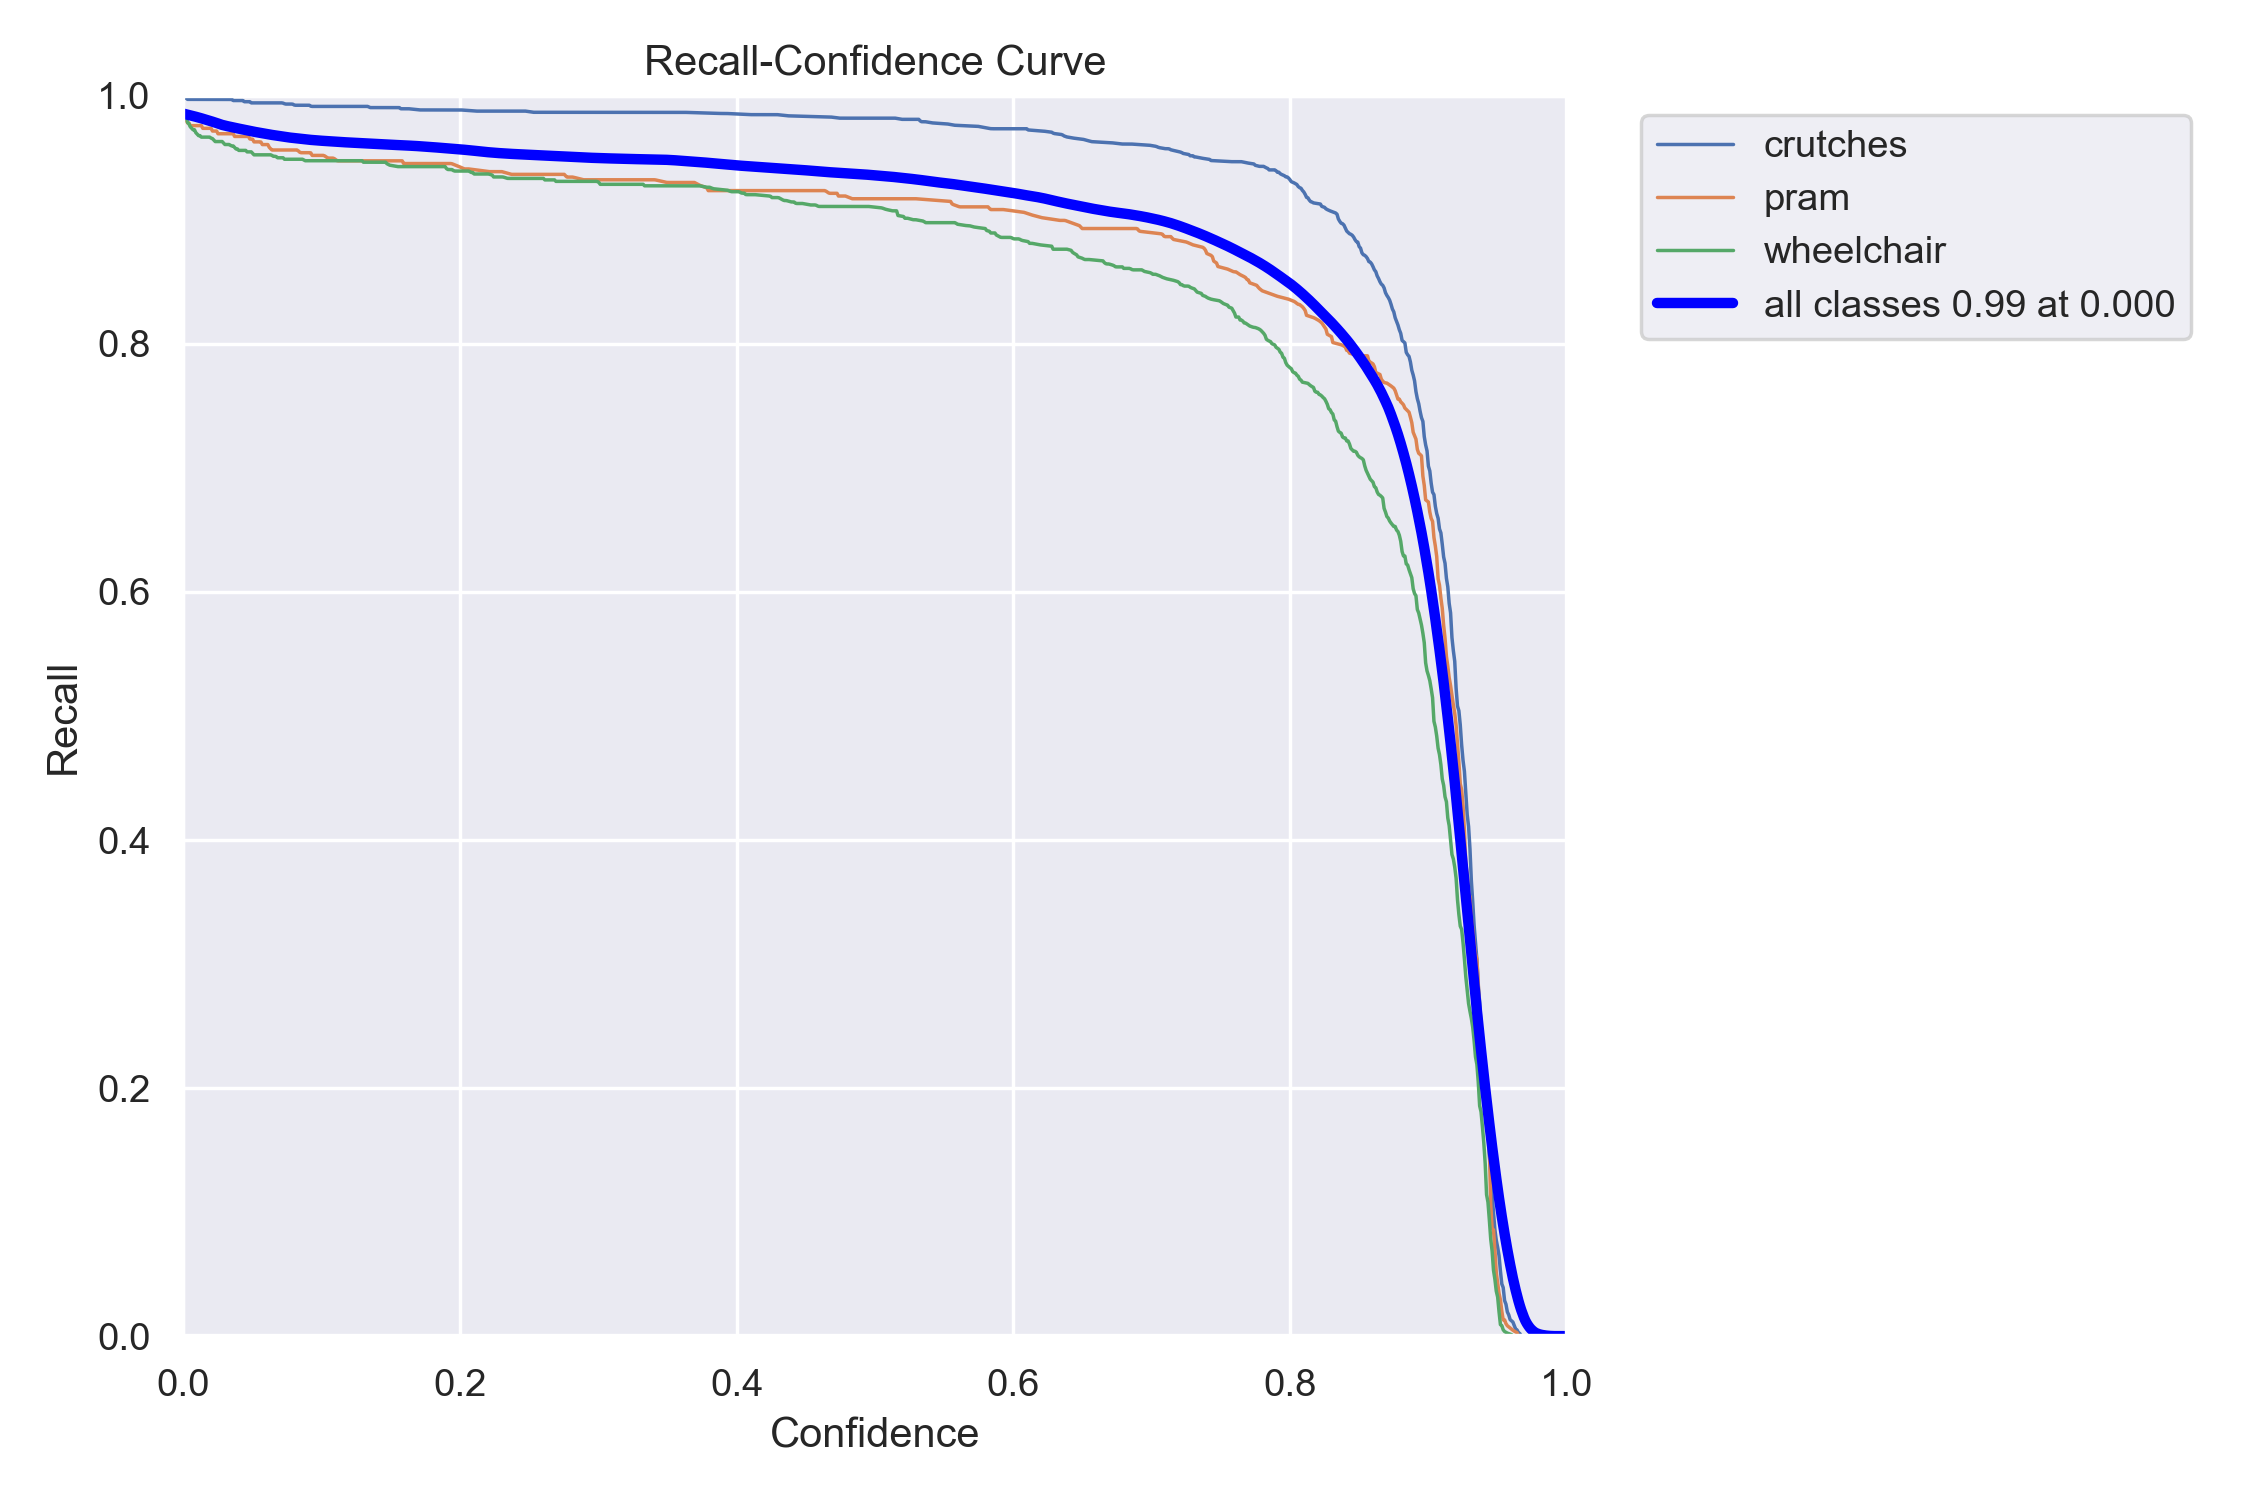 Recall-Confidence Curve
1.0
0.8
0.6
0.4
0.2
0.0
Recall
0.0 0.2 0.4 0.6 0.8 1.0
Confidence
crutches
pram
wheelchair
all classes 0.99 at 0.000